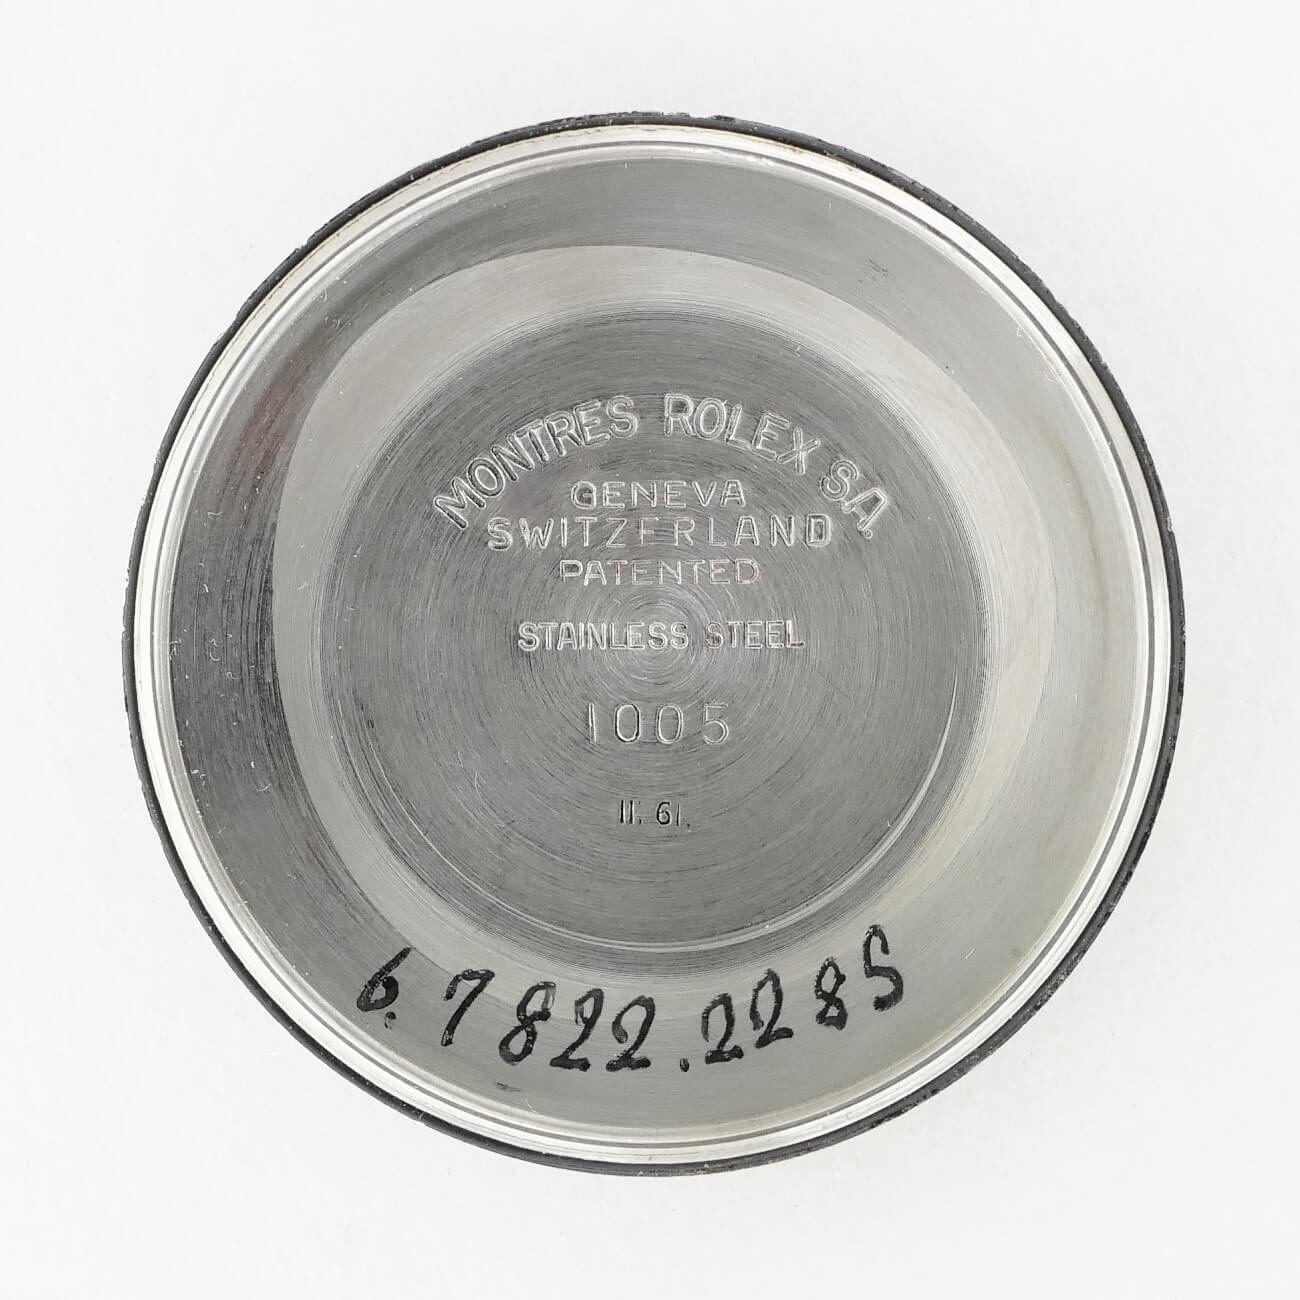 MONTRES ROLEX S.A.
GENEVA
SWITZERLAND
PATENTED
STAINLESS STEEL
1005
II. 61.
6.7822.2285